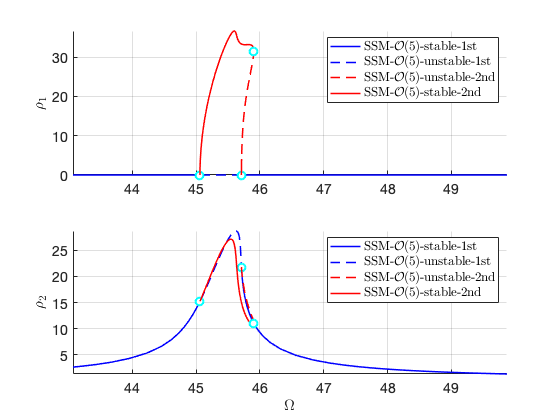 30
20
10
0
ρ₁
44 45 46 47 48 49
SSM-𝒪(5)-stable-1st
SSM-𝒪(5)-unstable-1st
SSM-𝒪(5)-unstable-2nd
SSM-𝒪(5)-stable-2nd
25
20
15
10
5
ρ₂
44 45 46 47 48 49
Ω
SSM-𝒪(5)-stable-1st
SSM-𝒪(5)-unstable-1st
SSM-𝒪(5)-unstable-2nd
SSM-𝒪(5)-stable-2nd